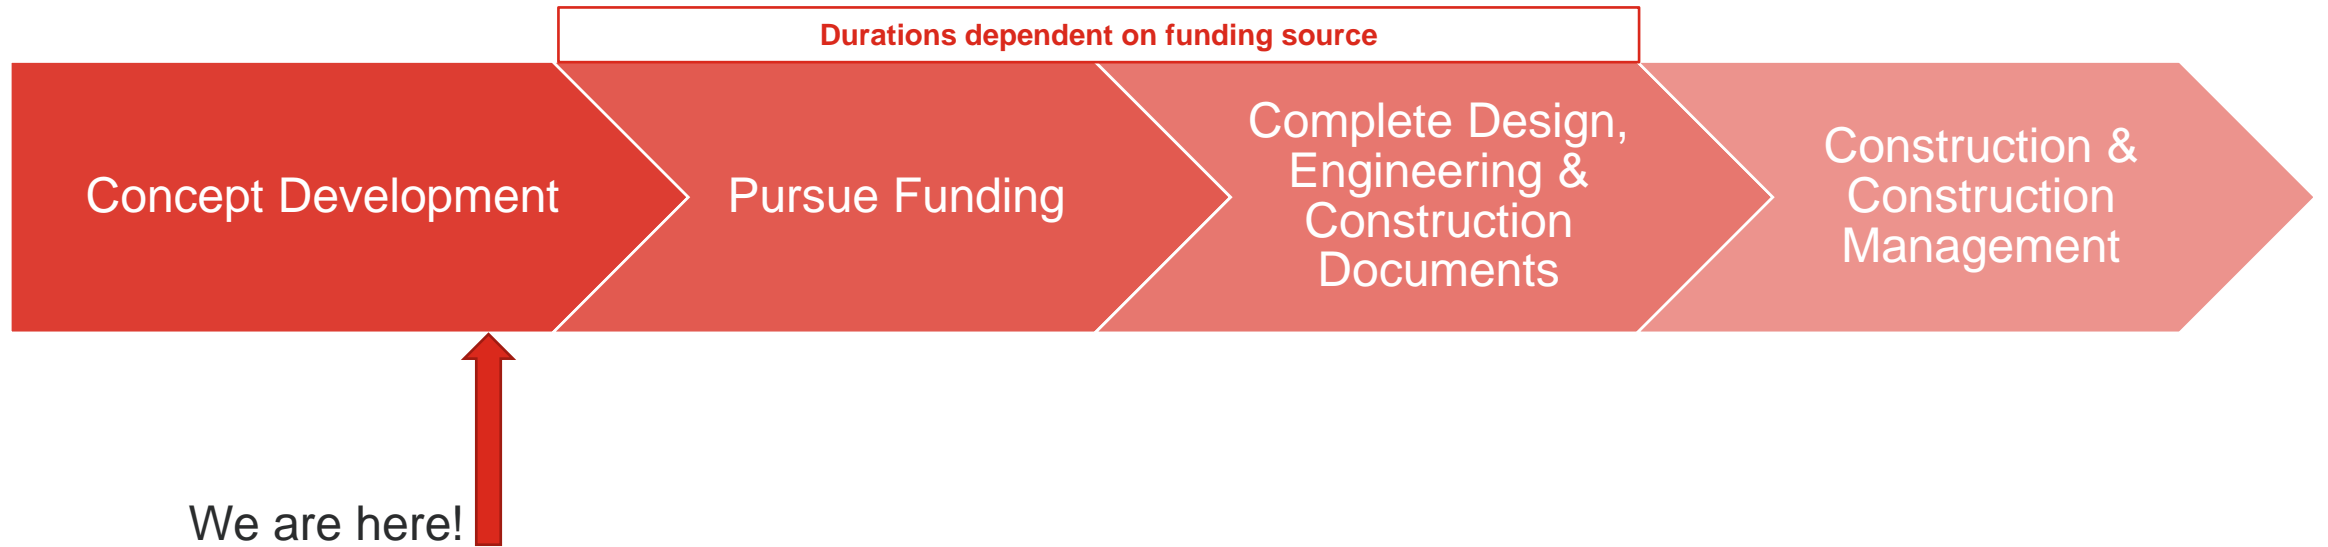 Durations dependent on funding source
Concept Development
Pursue Funding
Complete Design,
Engineering &
Construction
Documents
Construction &
Construction
Management
We are here!